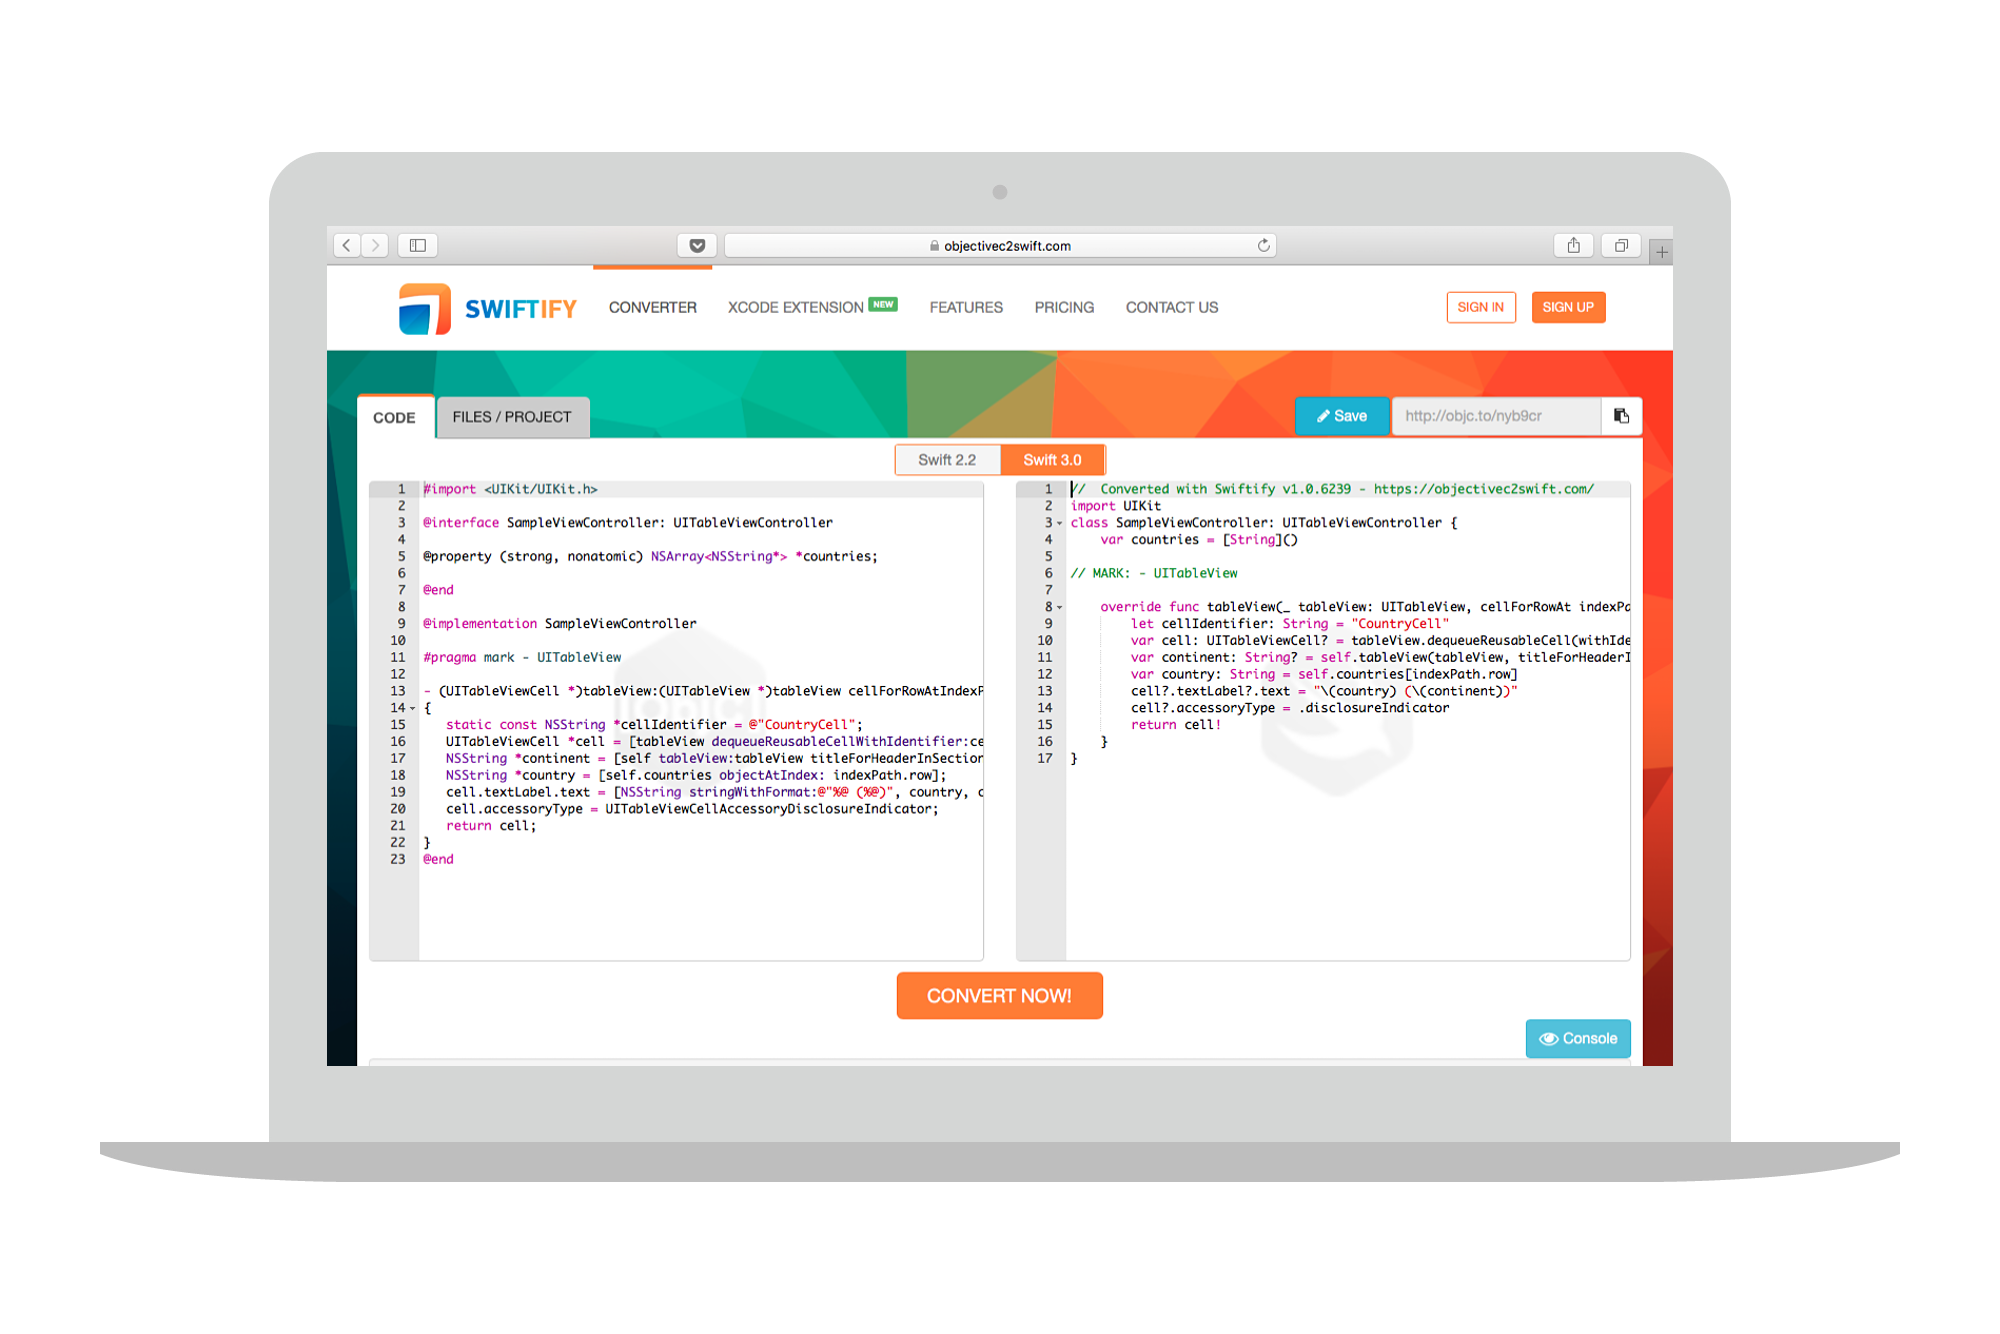 objectivec2swift.com
SWIFTIFY CONVERTER XCODE EXTENSION NEW FEATURES PRICING CONTACT US SIGN IN SIGN UP
CODE FILES / PROJECT Save http://objc.to/nyb9cr
Swift 2.2 Swift 3.0
1 #import <UIKit/UIKit.h>
2
3 @interface SampleViewController: UITableViewController
4
5 @property (strong, nonatomic) NSArray<NSString*> *countries;
6
7 @end
8
9 @implementation SampleViewController
10
11 #pragma mark - UITableView
12
13 - (UITableViewCell *)tableView:(UITableView *)tableView cellForRowAtIndexP
14 {
15 static const NSString *cellIdentifier = @"CountryCell";
16 UITableViewCell *cell = [tableView dequeueReusableCellWithIdentifier:ce
17 NSString *continent = [self tableView:tableView titleForHeaderInSection
18 NSString *country = [self.countries objectAtIndex: indexPath.row];
19 cell.textLabel.text = [NSString stringWithFormat:@"%@ (%@)", country, c
20 cell.accessoryType = UITableViewCellAccessoryDisclosureIndicator;
21 return cell;
22 }
23 @end
1 // Converted with Swiftify v1.0.6239 - https://objectivec2swift.com/
2 import UIKit
3 class SampleViewController: UITableViewController {
4 var countries = [String]()
5
6 // MARK: - UITableView
7
8 override func tableView(_ tableView: UITableView, cellForRowAt indexPa
9 let cellIdentifier: String = "CountryCell"
10 var cell: UITableViewCell? = tableView.dequeueReusableCell(withIde
11 var continent: String? = self.tableView(tableView, titleForHeaderI
12 var country: String = self.countries[indexPath.row]
13 cell?.textLabel?.text = "\(country) (\(continent))"
14 cell?.accessoryType = .disclosureIndicator
15 return cell!
16 }
17 }
CONVERT NOW!
Console